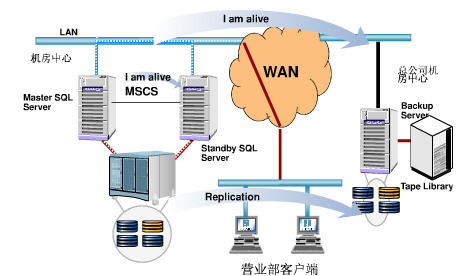 I am alive
LAN
机房中心
WAN
总公司机
房中心
I am alive
MSCS
Master SQL
Server
Backup
Server
Standby SQL
Server
Tape Library
Replication
营业部客户端